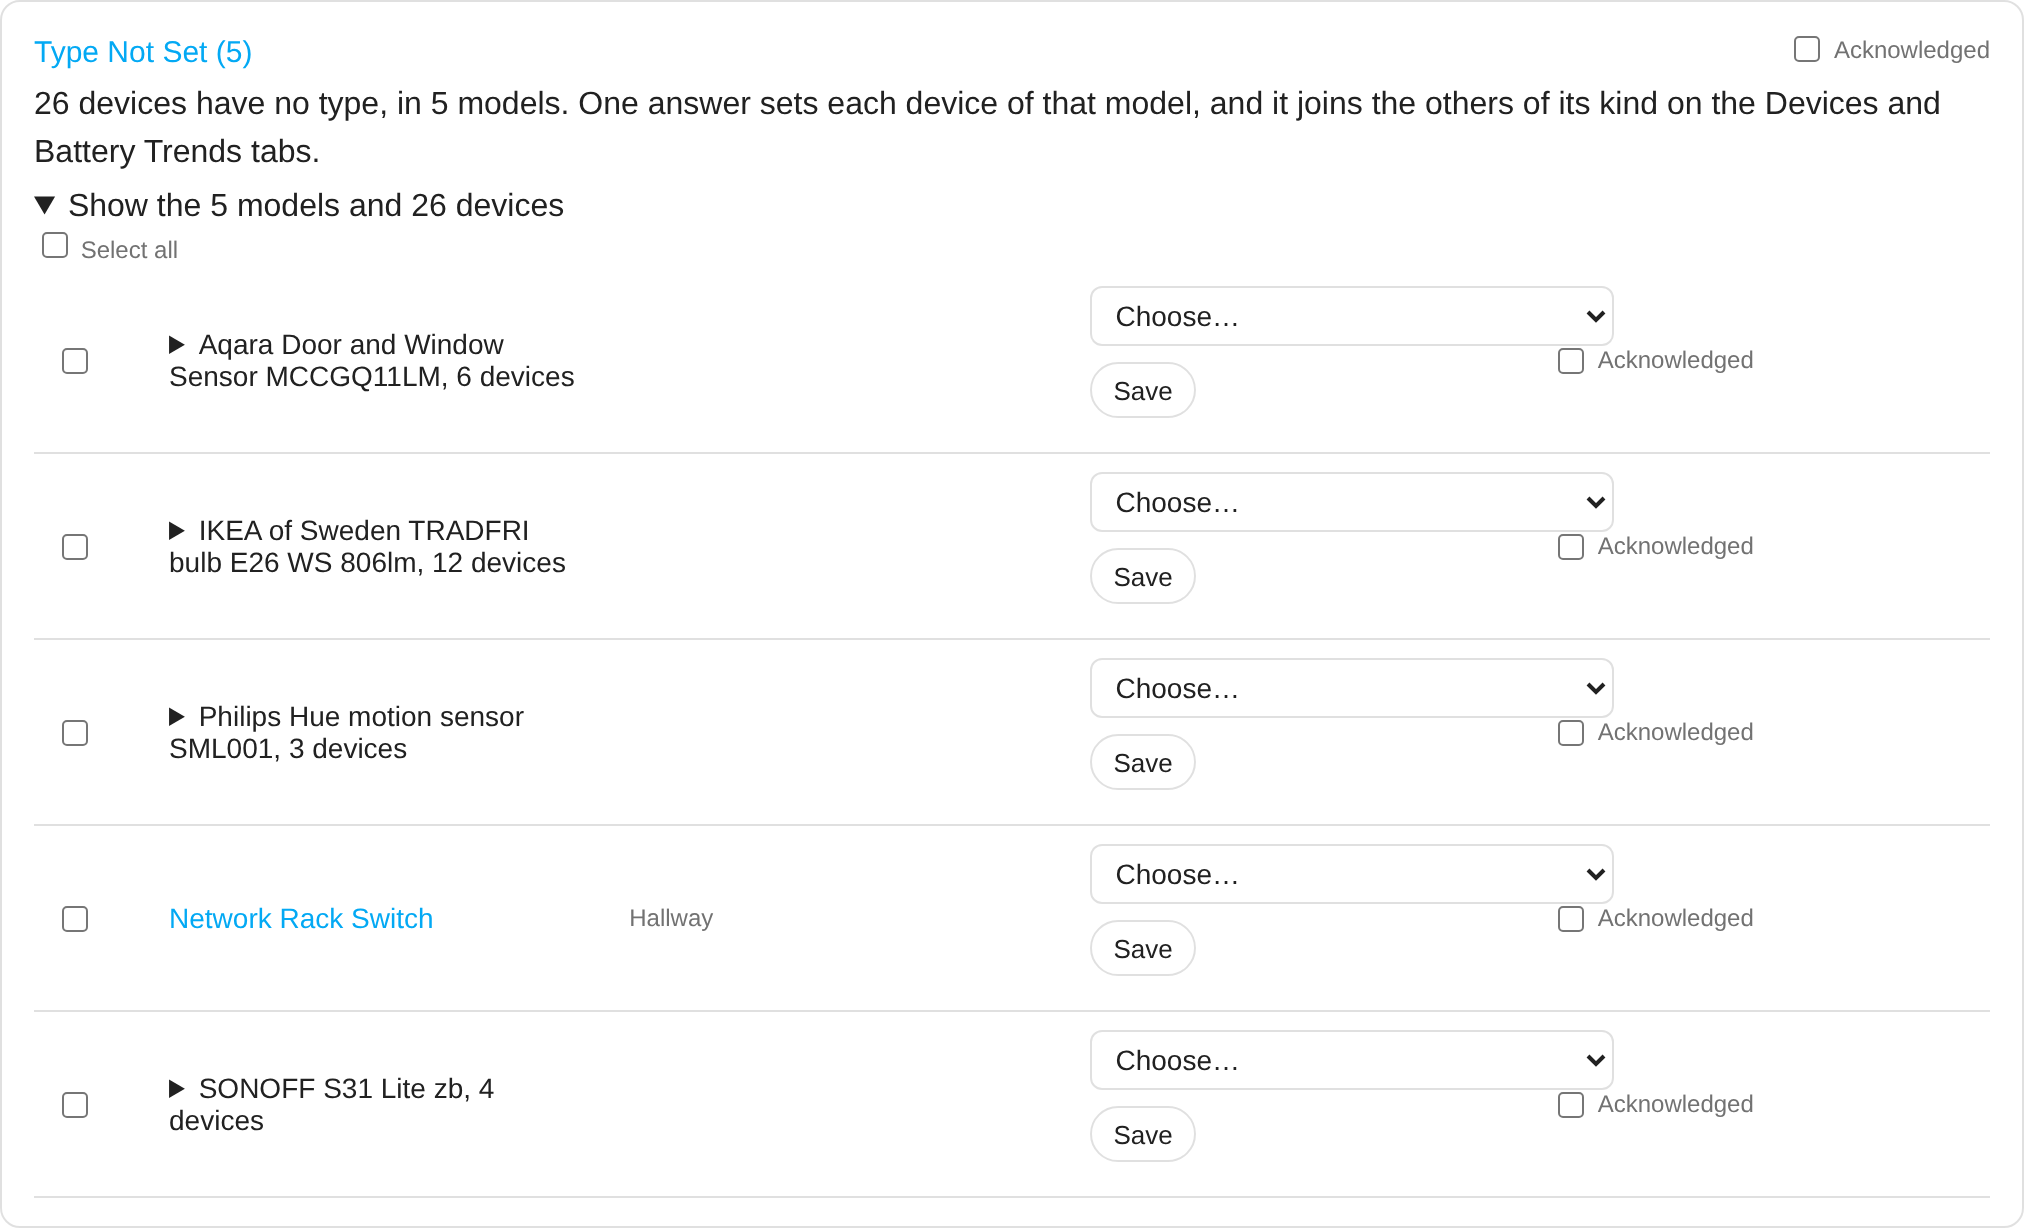 Type Not Set (5)
Acknowledged
26 devices have no type, in 5 models. One answer sets each device of that model, and it joins the others of its kind on the Devices and
Battery Trends tabs.
Show the 5 models and 26 devices
Select all
Aqara Door and Window
Sensor MCCGQ11LM, 6 devices
Choose…
Save
Acknowledged
IKEA of Sweden TRADFRI
bulb E26 WS 806lm, 12 devices
Choose…
Save
Acknowledged
Philips Hue motion sensor
SML001, 3 devices
Choose…
Save
Acknowledged
Network Rack Switch
Hallway
Choose…
Save
Acknowledged
SONOFF S31 Lite zb, 4
devices
Choose…
Save
Acknowledged